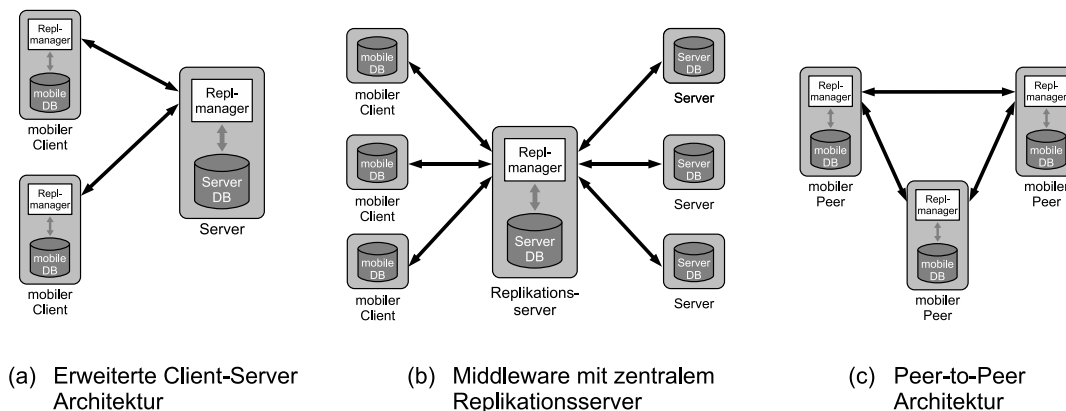 Repl-
manager
mobile
DB
mobiler
Client
Repl-
manager
mobile
DB
mobiler
Client
Repl-
manager
Server
DB
Server
(a) Erweiterte Client-Server
Architektur
mobile
DB
mobiler
Client
mobile
DB
mobiler
Client
mobile
DB
mobiler
Client
Repl-
manager
Server
DB
Replikations-
server
Server
DB
Server
Server
DB
Server
Server
DB
Server
(b) Middleware mit zentralem
Replikationsserver
Repl-
manager
mobile
DB
mobiler
Peer
Repl-
manager
mobile
DB
mobiler
Peer
Repl-
manager
mobile
DB
mobiler
Peer
(c) Peer-to-Peer
Architektur